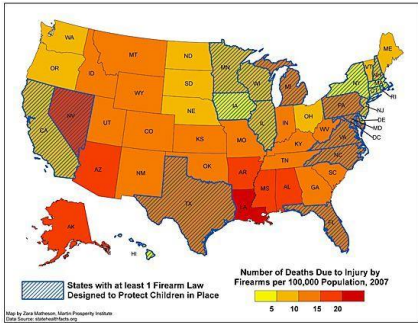 WA
MT
ND
MN
VT
ME
OR
ID
WY
SD
WI
MI
NY
RI
NV
NE
IA
PA
NJ
CA
UT
CO
IL
IN
OH
DE
MD
DC
KS
MO
WV
VA
KY
AZ
NM
OK
AR
TN
NC
SC
TX
MS
AL
GA
LA
FL
AK
HI
States with at least 1 Firearm Law
Designed to Protect Children in Place
Number of Deaths Due to Injury by
Firearms per 100,000 Population, 2007
5 10 15 20
Map by Zara Matheson, Martin Prosperity Institute
Data Source: statehealthfacts.org